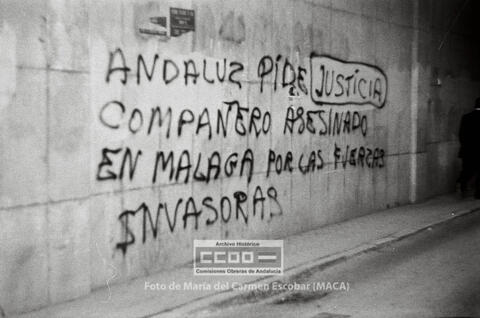 ANDALUZ PIDE JUSTICIA
COMPAÑERO ASESINADO
EN MALAGA POR LAS FUERZAS
INVASORAS
Archivo Histórico
CCOO
Comisiones Obreras de Andalucía
Foto de María del Carmen Escobar (MACA)